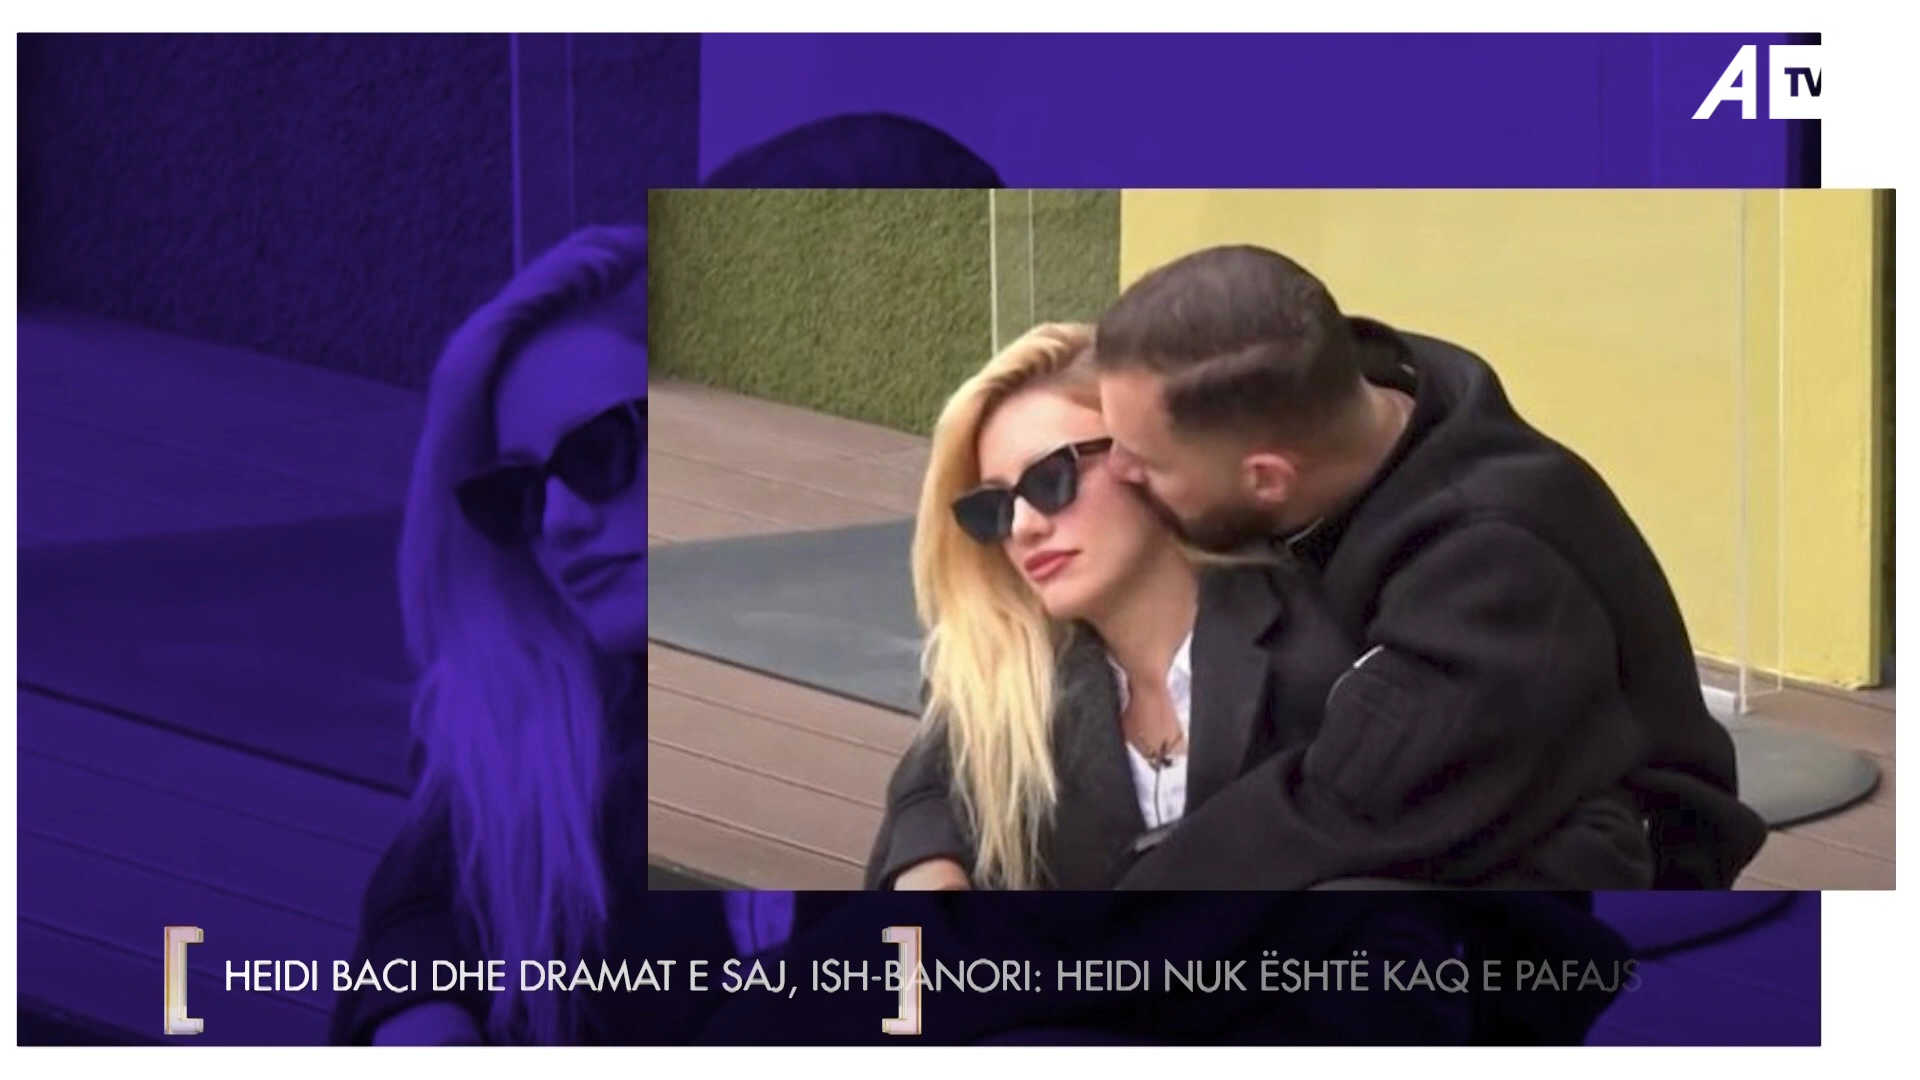 A TV
HEIDI BACI DHE DRAMAT E SAJ, ISH-BANORI: HEIDI NUK ËSHTË KAQ E PAFAJS